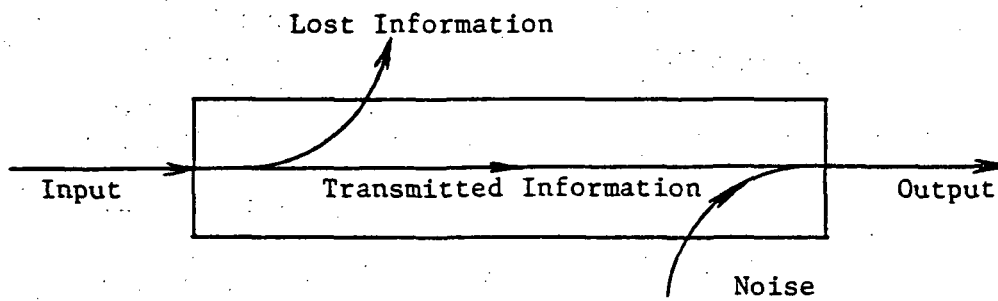 Lost Information
Input
Transmitted Information
Output
Noise